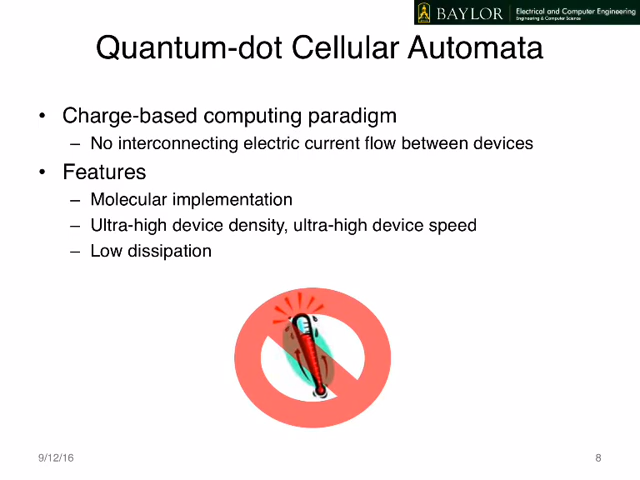 BAYLOR
Electrical and Computer Engineering
Engineering & Computer Science
Quantum-dot Cellular Automata
• Charge-based computing paradigm
– No interconnecting electric current flow between devices
• Features
– Molecular implementation
– Ultra-high device density, ultra-high device speed
– Low dissipation
9/12/16
8